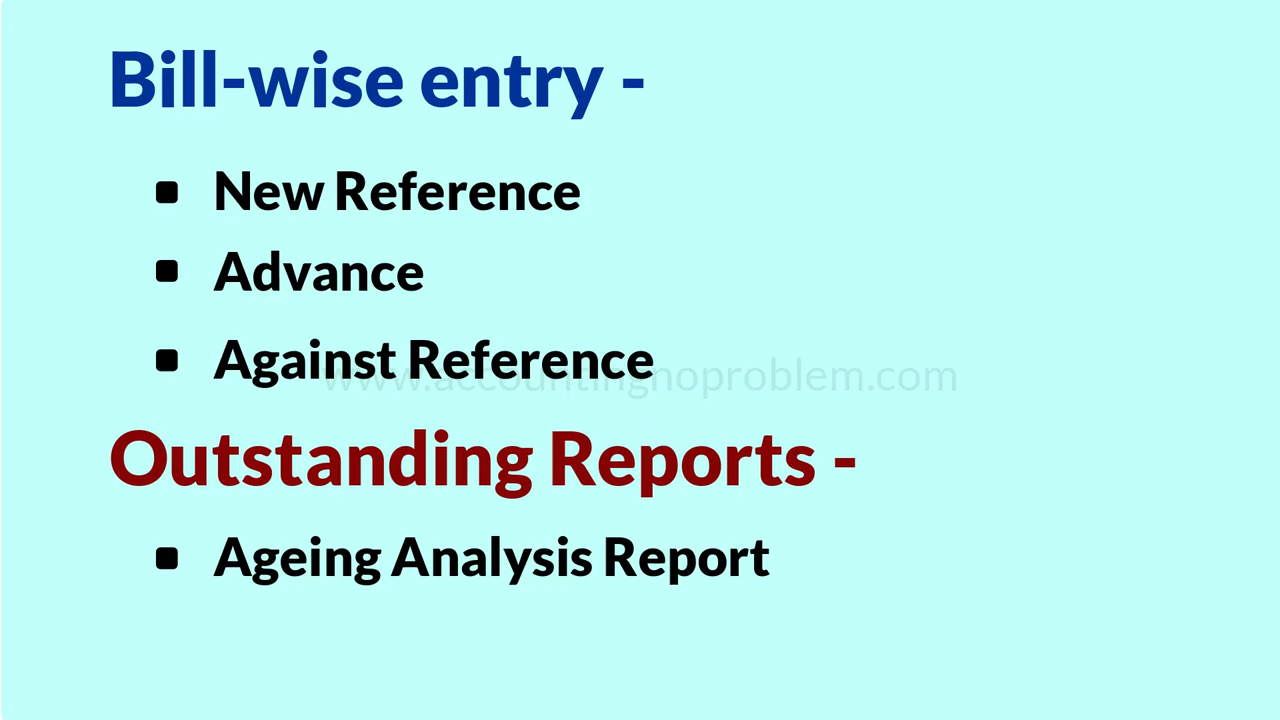 Bill-wise entry -
New Reference
Advance
Against Reference
www.accountingnoproblem.com
Outstanding Reports -
Ageing Analysis Report